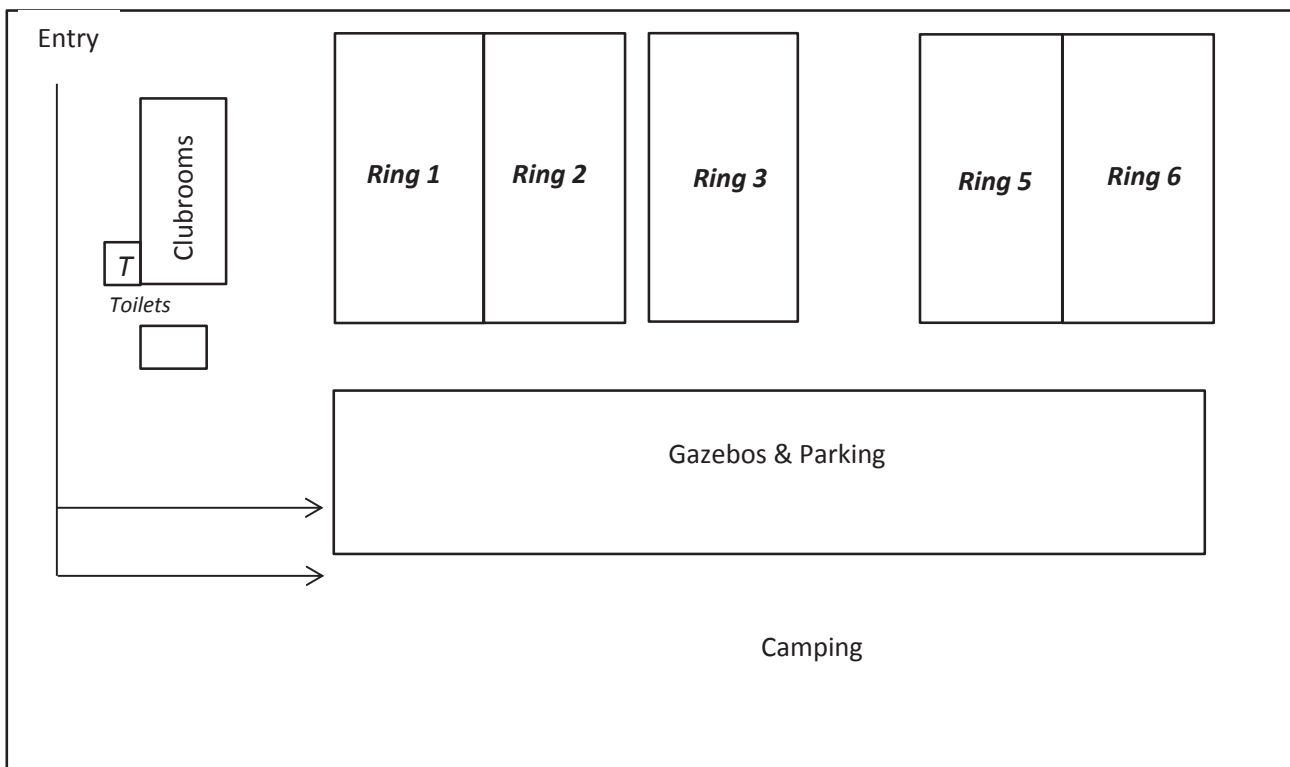 Entry
Clubrooms
T
Toilets
Ring 1
Ring 2
Ring 3
Ring 5
Ring 6
Gazebos & Parking
Camping